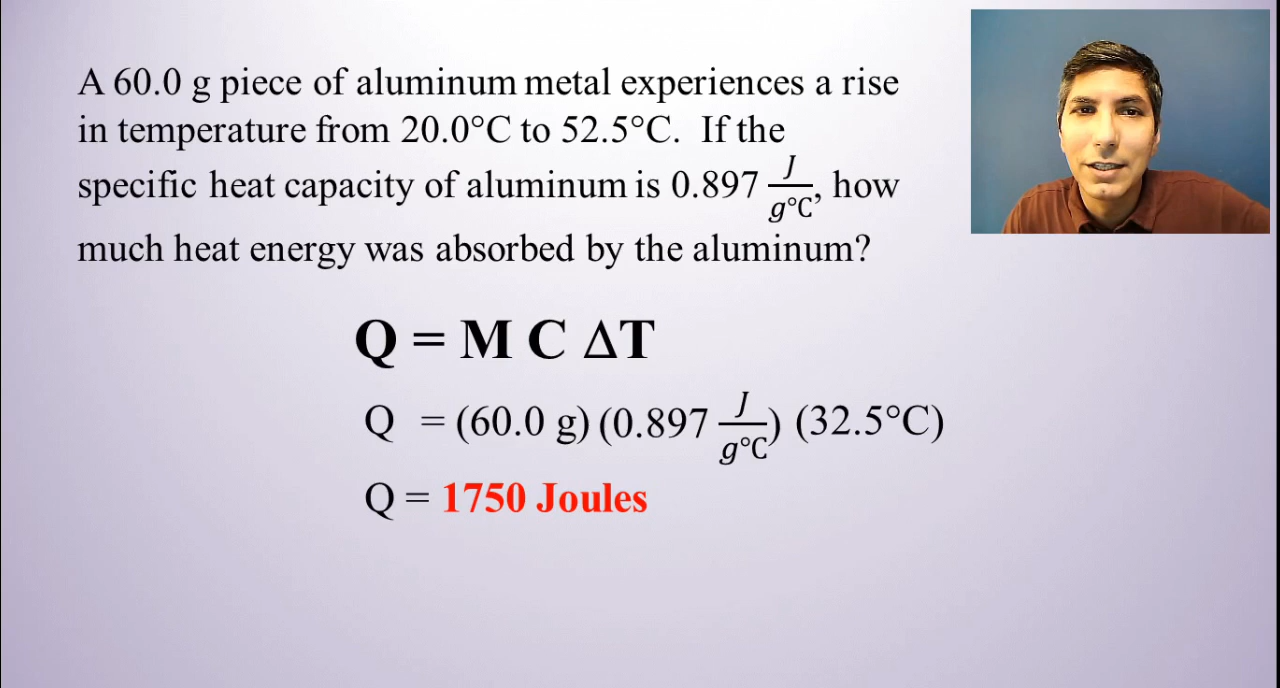 A 60.0 g piece of aluminum metal experiences a rise
in temperature from 20.0°C to 52.5°C. If the
specific heat capacity of aluminum is 0.897 J/g°C, how
much heat energy was absorbed by the aluminum?
Q = M C ΔT
Q = (60.0 g) (0.897 J/g°C) (32.5°C)
Q = 1750 Joules